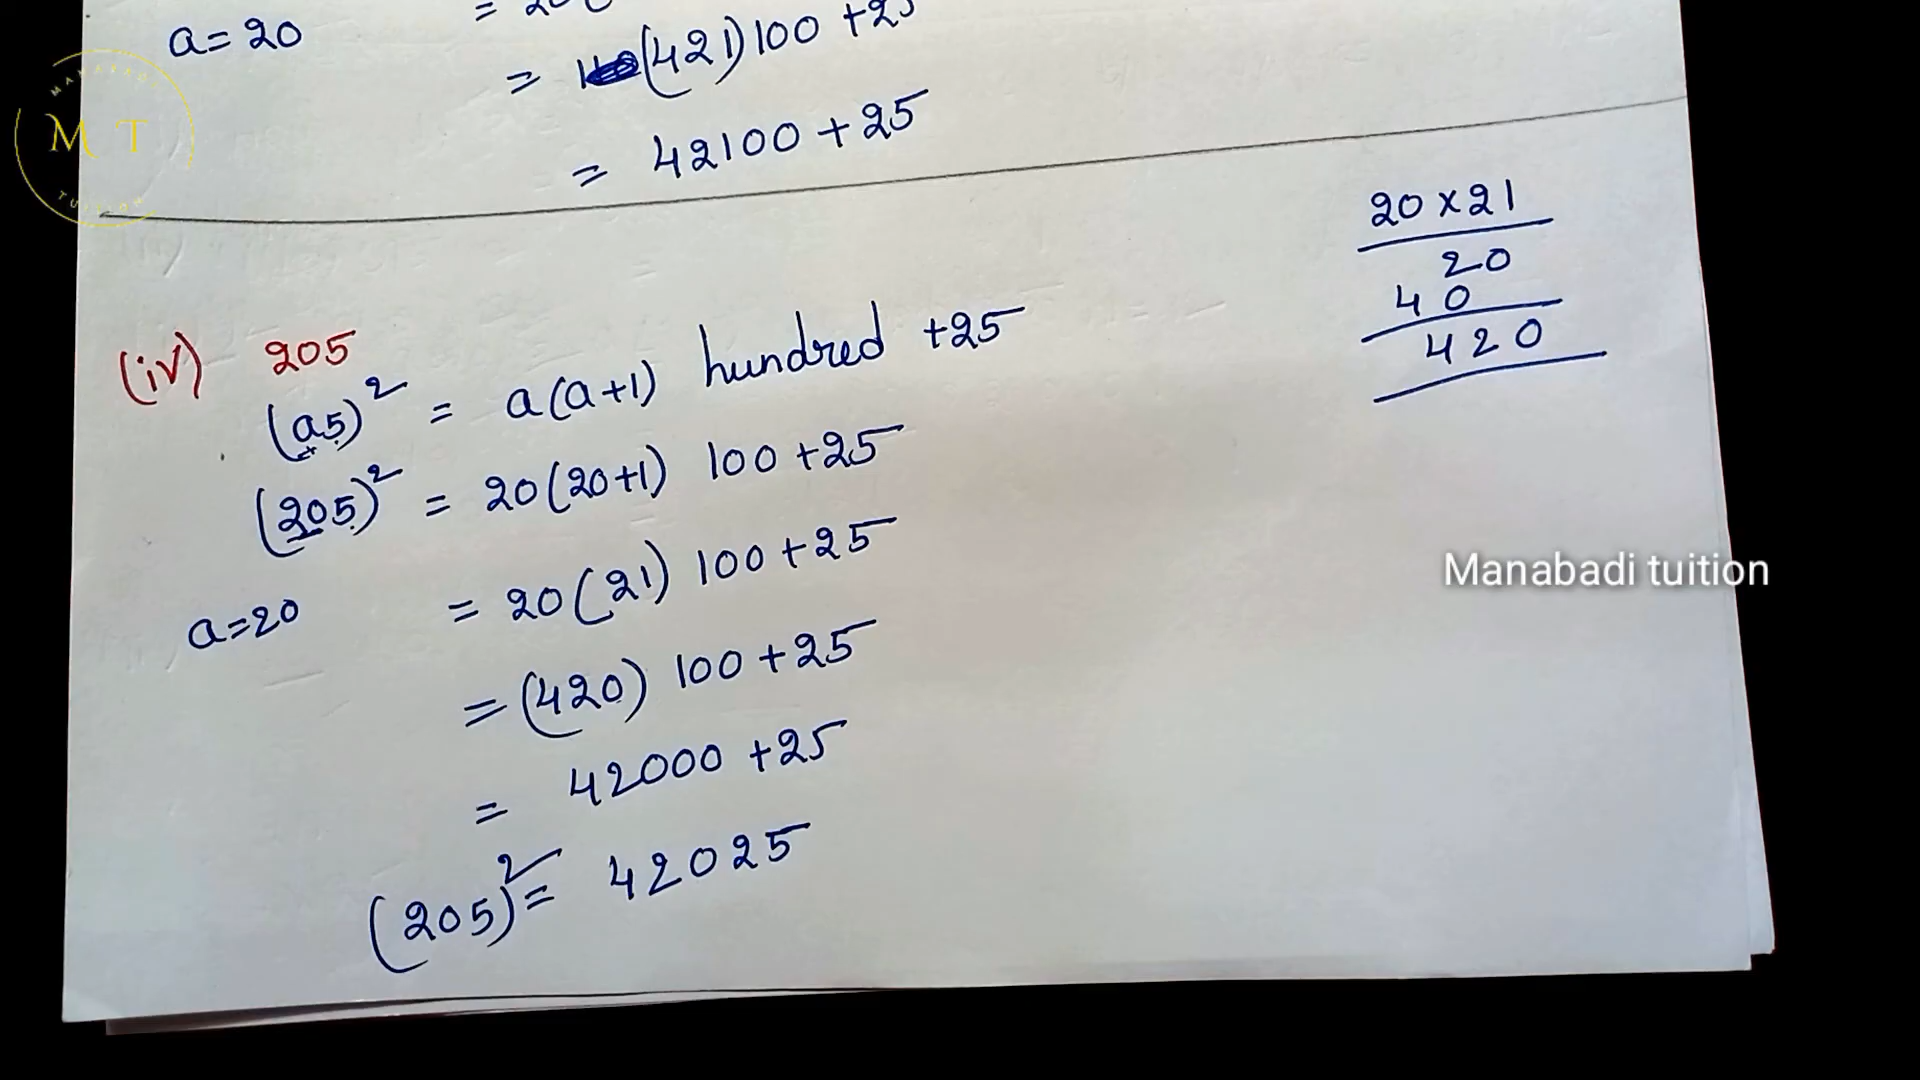 a = 20
= (421) 100 + 25
= 42100 + 25
MANABADI
M T
TUITION
20 × 21
20
40
420
(iv) 205
(a5)² = a(a+1) hundred +25
(205)² = 20(20+1) 100 +25
a=20 = 20(21) 100 + 25
= (420) 100 + 25
= 42000 + 25
(205)² = 42025
Manabadi tuition